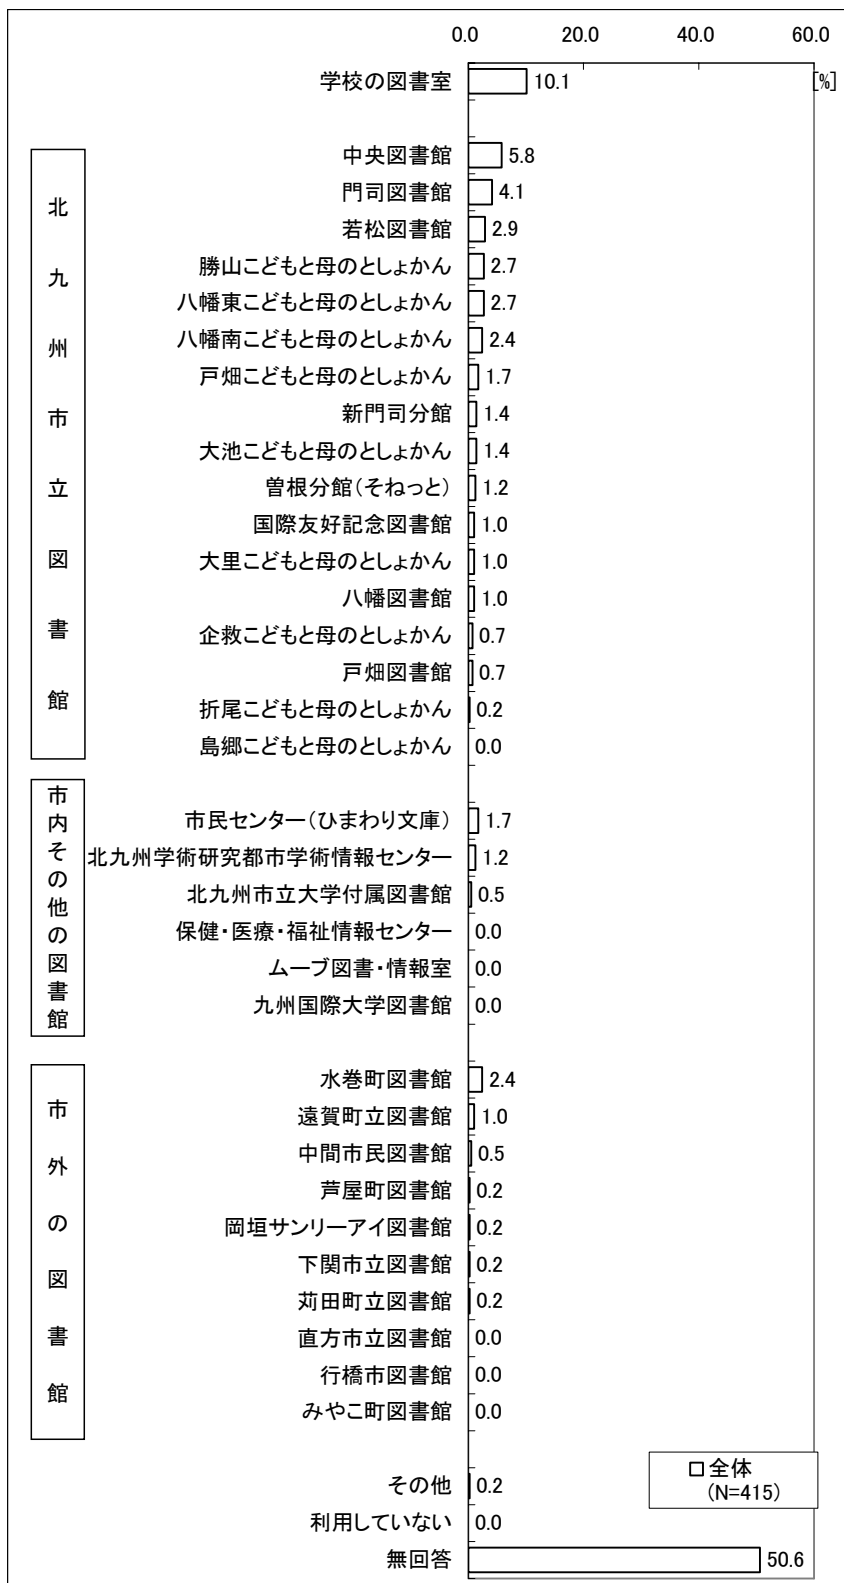 0.0 20.0 40.0 60.0
[%]
学校の図書室 10.1
北九州市立図書館
中央図書館 5.8
門司図書館 4.1
若松図書館 2.9
勝山こどもと母のとしょかん 2.7
八幡東こどもと母のとしょかん 2.7
八幡南こどもと母のとしょかん 2.4
戸畑こどもと母のとしょかん 1.7
新門司分館 1.4
大池こどもと母のとしょかん 1.4
曽根分館(そねっと) 1.2
国際友好記念図書館 1.0
大里こどもと母のとしょかん 1.0
八幡図書館 1.0
企救こどもと母のとしょかん 0.7
戸畑図書館 0.7
折尾こどもと母のとしょかん 0.2
島郷こどもと母のとしょかん 0.0
市内その他の図書館
市民センター(ひまわり文庫) 1.7
北九州学術研究都市学術情報センター 1.2
北九州市立大学付属図書館 0.5
保健・医療・福祉情報センター 0.0
ムーブ図書・情報室 0.0
九州国際大学図書館 0.0
市外の図書館
水巻町図書館 2.4
遠賀町立図書館 1.0
中間市民図書館 0.5
芦屋町図書館 0.2
岡垣サンリーアイ図書館 0.2
下関市立図書館 0.2
苅田町立図書館 0.2
直方市立図書館 0.0
行橋市図書館 0.0
みやこ町図書館 0.0
その他 0.2
利用していない 0.0
無回答 50.6
全体
(N=415)